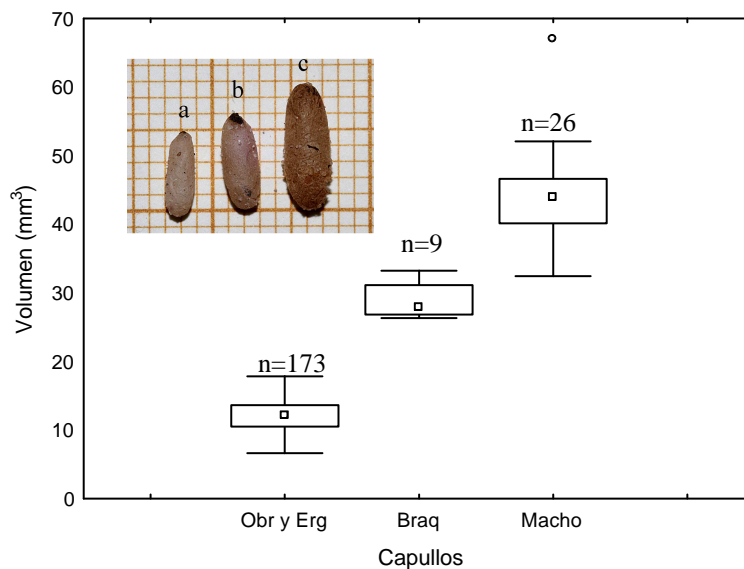 70
60
50
40
30
20
10
0
Volumen (mm³)
a
b
c
n=173
n=9
n=26
Obr y Erg
Braq
Macho
Capullos